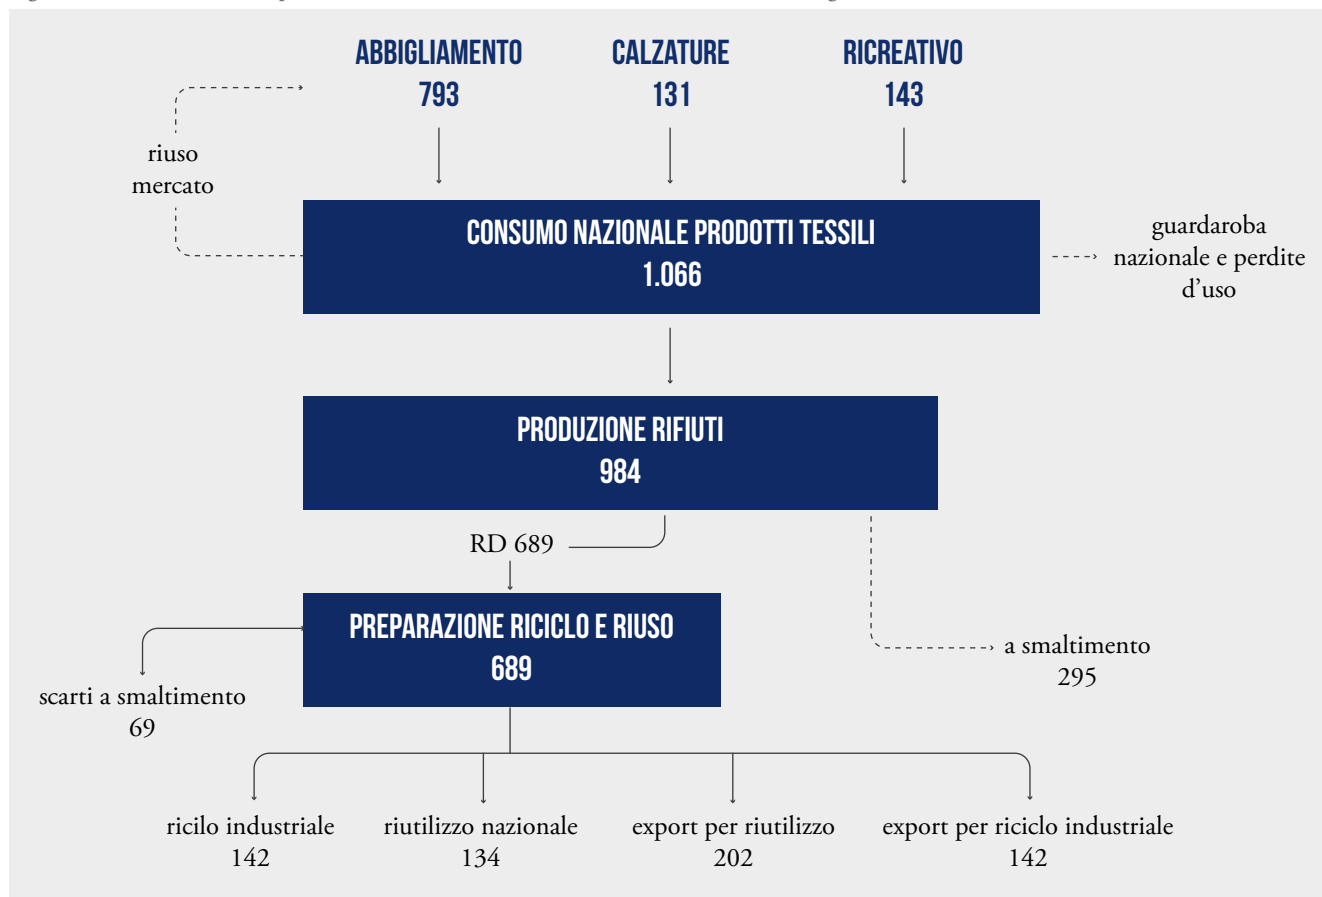 ABBIGLIAMENTO
793
CALZATURE
131
RICREATIVO
143
riuso
mercato
CONSUMO NAZIONALE PRODOTTI TESSILI
1.066
guardaroba
nazionale e perdite
d’uso
PRODUZIONE RIFIUTI
984
RD 689
PREPARAZIONE RICICLO E RIUSO
689
a smaltimento
295
scarti a smaltimento
69
ricilo industriale
142
riutilizzo nazionale
134
export per riutilizzo
202
export per riciclo industriale
142